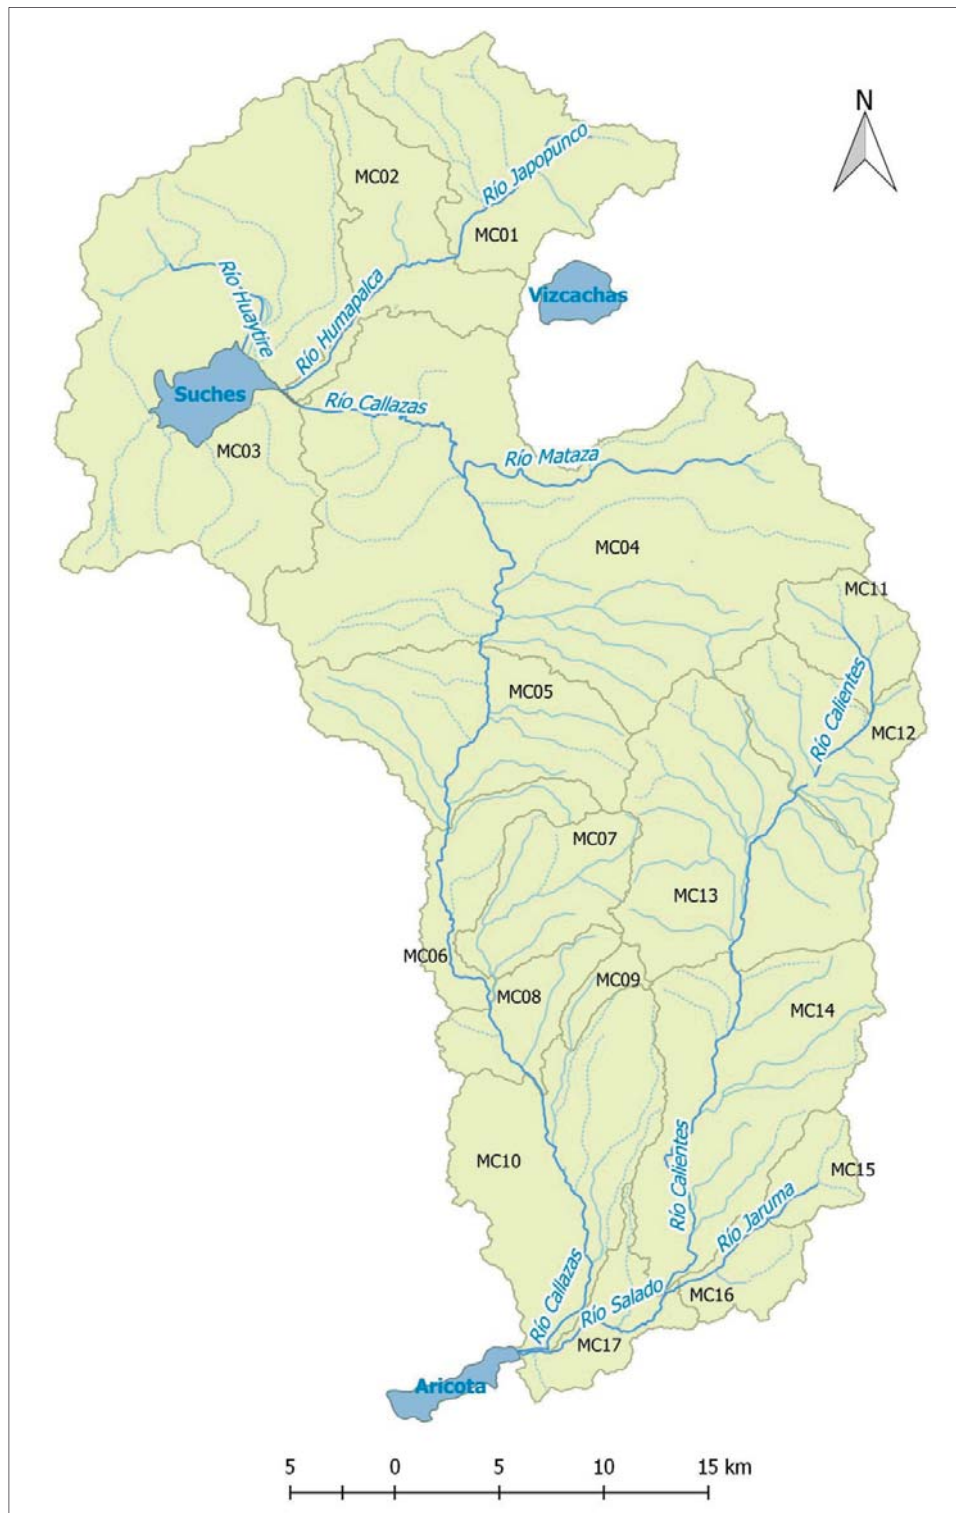 N
MC02
Río Japopunco
MC01
Río Huaytire
Vizcachas
Río Humapalca
Suches
Río Callazas
MC03
Río Mataza
MC04
MC11
MC05
Río Calientes
MC12
MC07
MC13
MC06
MC09
MC08
MC14
MC10
Río Calientes
MC15
Río Jaruma
Río Callazas
Río Salado
MC16
MC17
Aricota
5 0 5 10 15 km